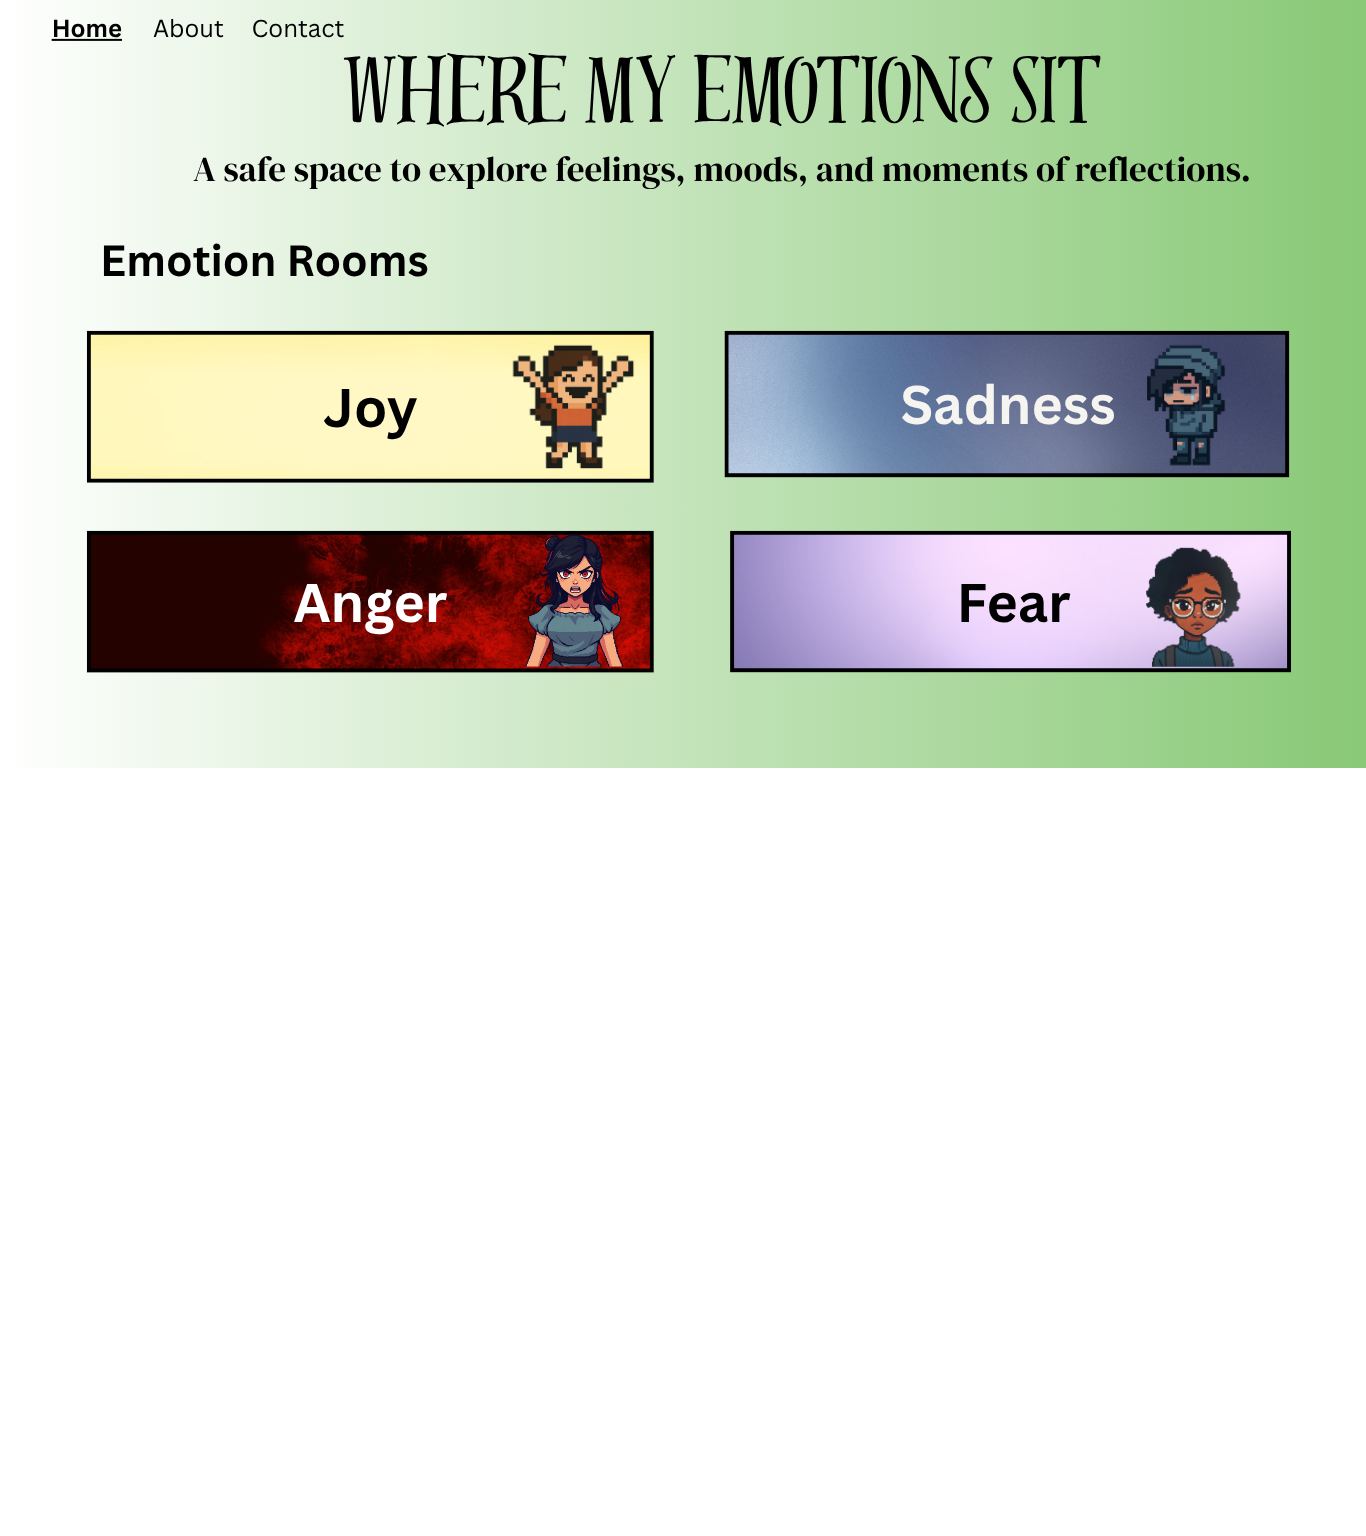 Home About Contact
WHERE MY EMOTIONS SIT
A safe space to explore feelings, moods, and moments of reflections.
Emotion Rooms
Joy
Sadness
Anger
Fear